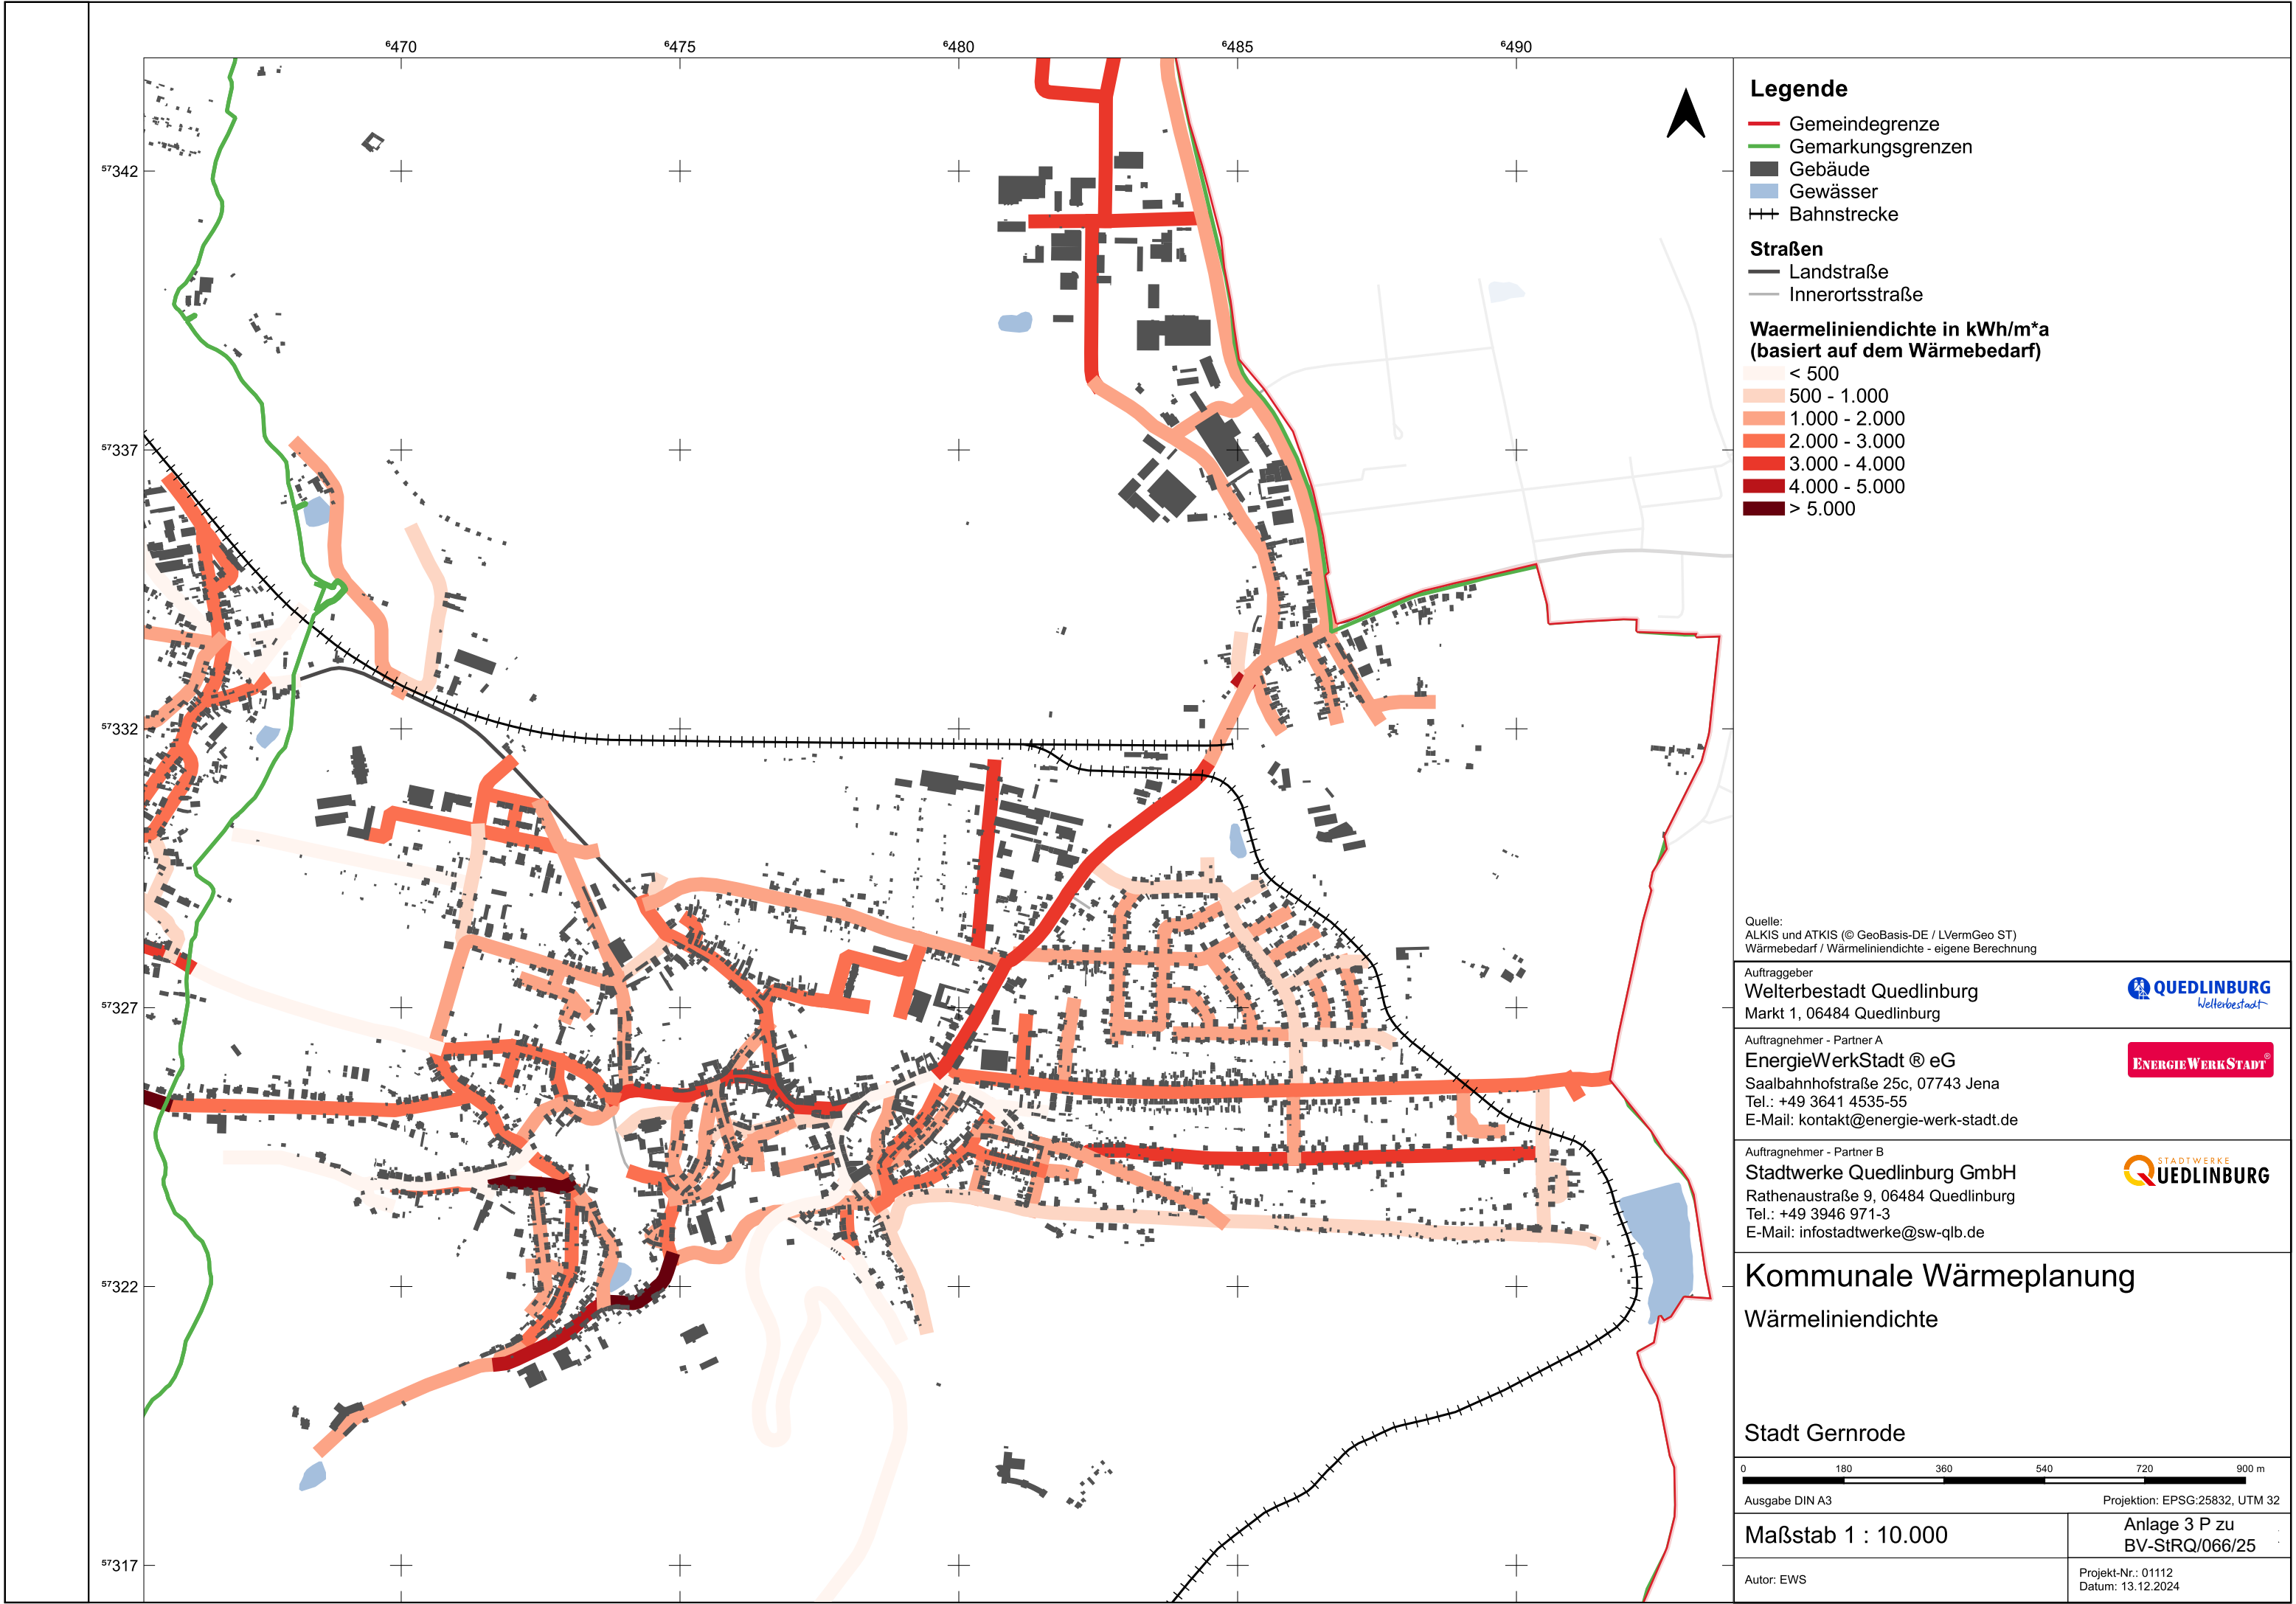 ⁶470 ⁶475 ⁶480 ⁶485 ⁶490
⁵⁷342
⁵⁷337
⁵⁷332
⁵⁷327
⁵⁷322
⁵⁷317
Legende
Gemeindegrenze
Gemarkungsgrenzen
Gebäude
Gewässer
Bahnstrecke
Straßen
Landstraße
Innerortsstraße
Waermeliniendichte in kWh/m*a
(basiert auf dem Wärmebedarf)
< 500
500 - 1.000
1.000 - 2.000
2.000 - 3.000
3.000 - 4.000
4.000 - 5.000
> 5.000
Quelle:
ALKIS und ATKIS (© GeoBasis-DE / LVermGeo ST)
Wärmebedarf / Wärmeliniendichte - eigene Berechnung
Auftraggeber
Welterbestadt Quedlinburg
Markt 1, 06484 Quedlinburg
QUEDLINBURG
Welterbestadt
Auftragnehmer - Partner A
EnergieWerkStadt ® eG
Saalbahnhofstraße 25c, 07743 Jena
Tel.: +49 3641 4535-55
E-Mail: kontakt@energie-werk-stadt.de
ENERGIEWERKSTADT®
Auftragnehmer - Partner B
Stadtwerke Quedlinburg GmbH
Rathenaustraße 9, 06484 Quedlinburg
Tel.: +49 3946 971-3
E-Mail: infostadtwerke@sw-qlb.de
STADTWERKE
QUEDLINBURG
Kommunale Wärmeplanung
Wärmeliniendichte
Stadt Gernrode
0 180 360 540 720 900 m
Ausgabe DIN A3 Projektion: EPSG:25832, UTM 32
Maßstab 1 : 10.000
Anlage 3 P zu
BV-StRQ/066/25
Autor: EWS
Projekt-Nr.: 01112
Datum: 13.12.2024